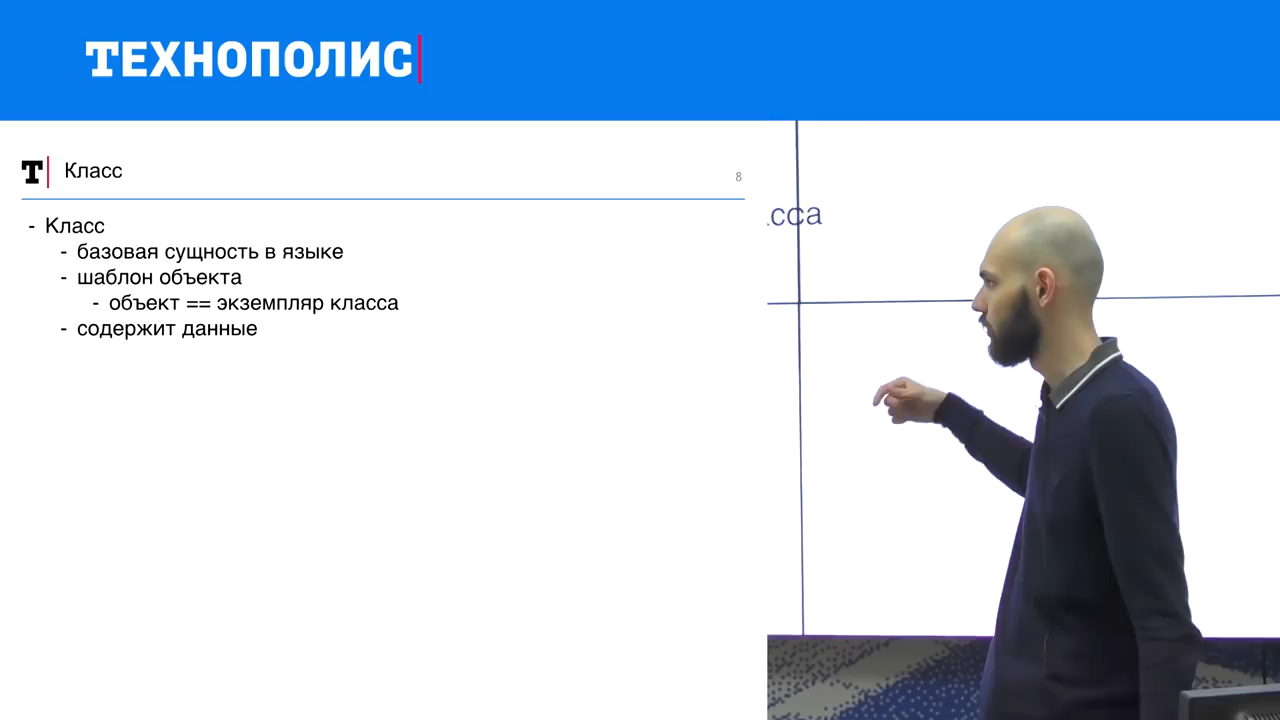 ТЕХНОПОЛИС
Т Класс
8
- Класс
- базовая сущность в языке
- шаблон объекта
- объект == экземпляр класса
- содержит данные
.сса